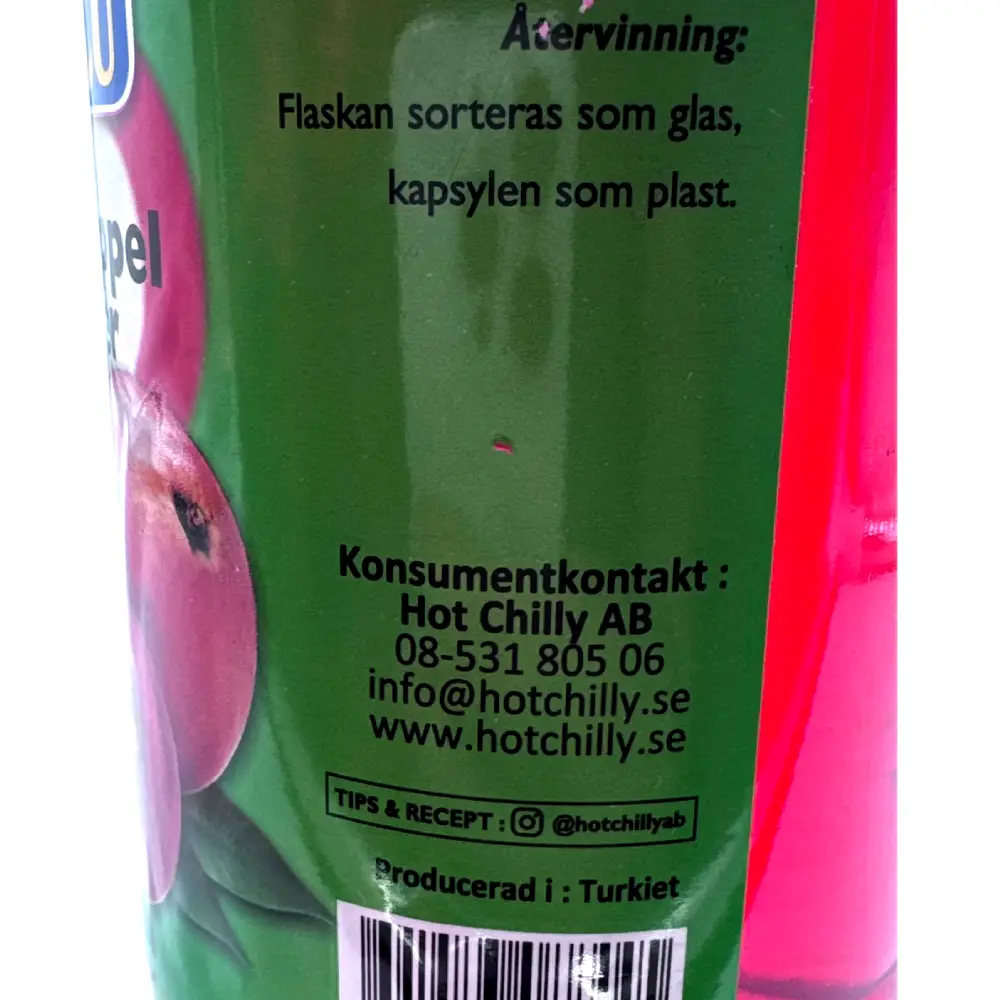 Återvinning:
Flaskan sorteras som glas,
kapsylen som plast.
Konsumentkontakt :
Hot Chilly AB
08-531 805 06
info@hotchilly.se
www.hotchilly.se
TIPS & RECEPT : @hotchillyab
Producerad i : Turkiet